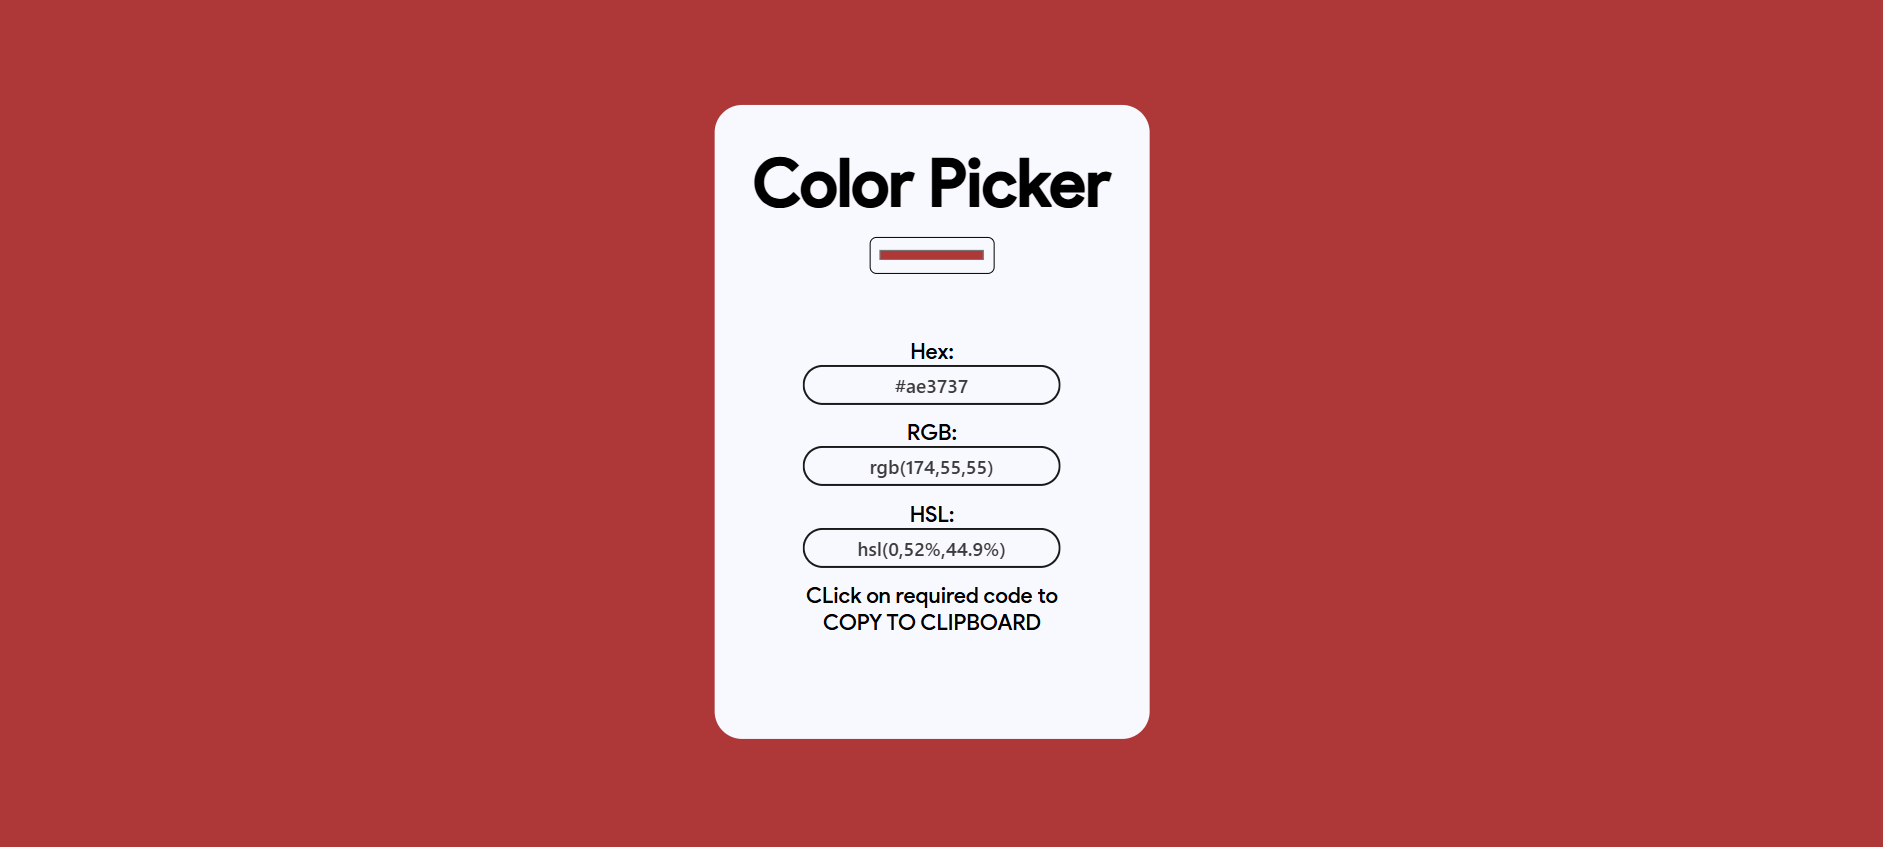 Color Picker
Hex:
#ae3737
RGB:
rgb(174,55,55)
HSL:
hsl(0,52%,44.9%)
CLick on required code to
COPY TO CLIPBOARD